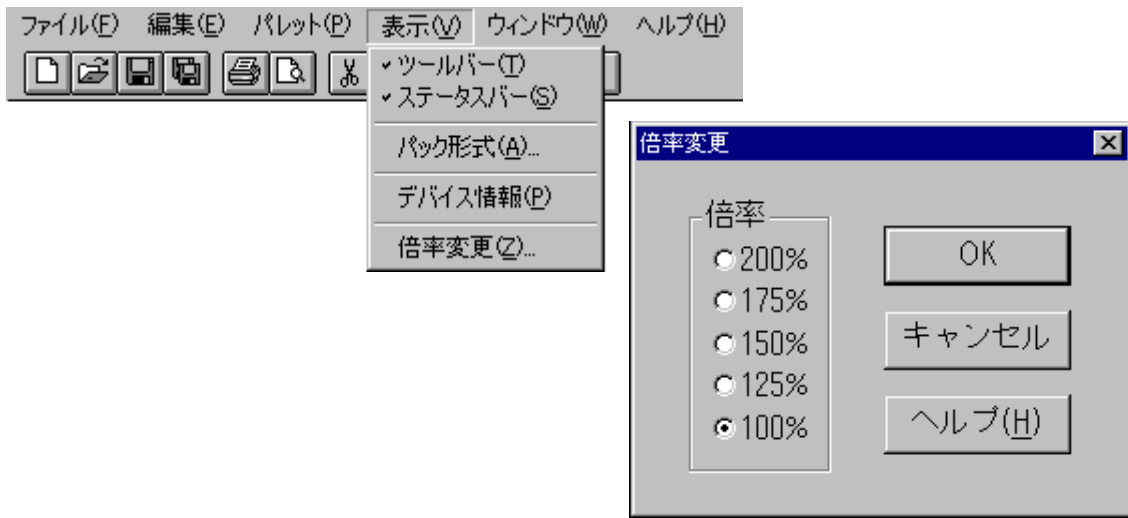 ファイル(F) 編集(E) パレット(P) 表示(V) ウィンドウ(W) ヘルプ(H)
ツールバー(T)
ステータスバー(S)
パック形式(A)...
デバイス情報(P)
倍率変更(Z)...
倍率変更
倍率
200%
175%
150%
125%
100%
OK
キャンセル
ヘルプ(H)